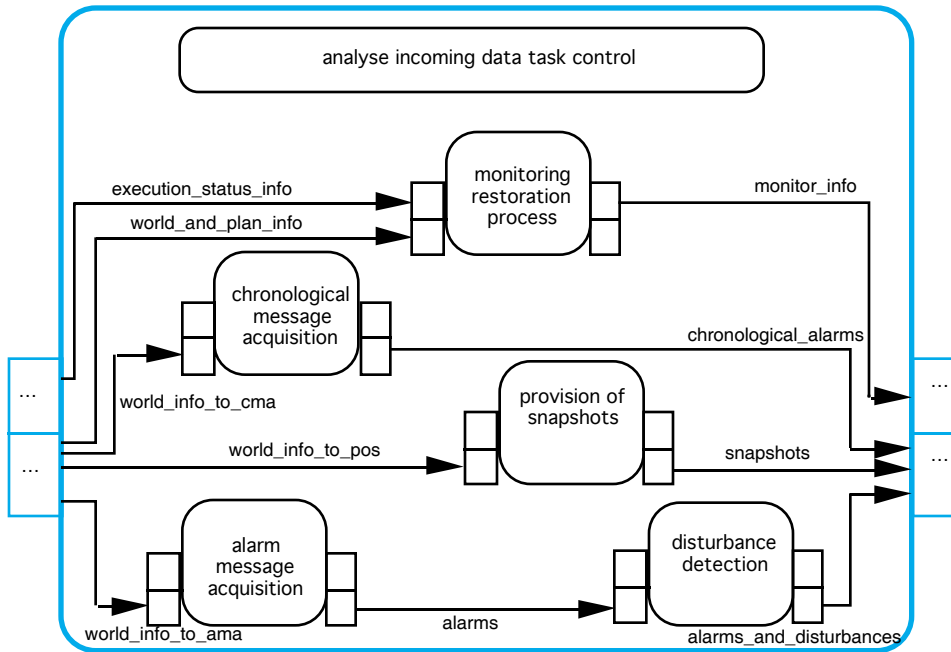 analyse incoming data task control
monitoring
restoration
process
execution_status_info
monitor_info
world_and_plan_info
chronological
message
acquisition
chronological_alarms
...
...
world_info_to_cma
provision of
snapshots
...
...
world_info_to_pos
snapshots
alarm
message
acquisition
disturbance
detection
world_info_to_ama
alarms
alarms_and_disturbances